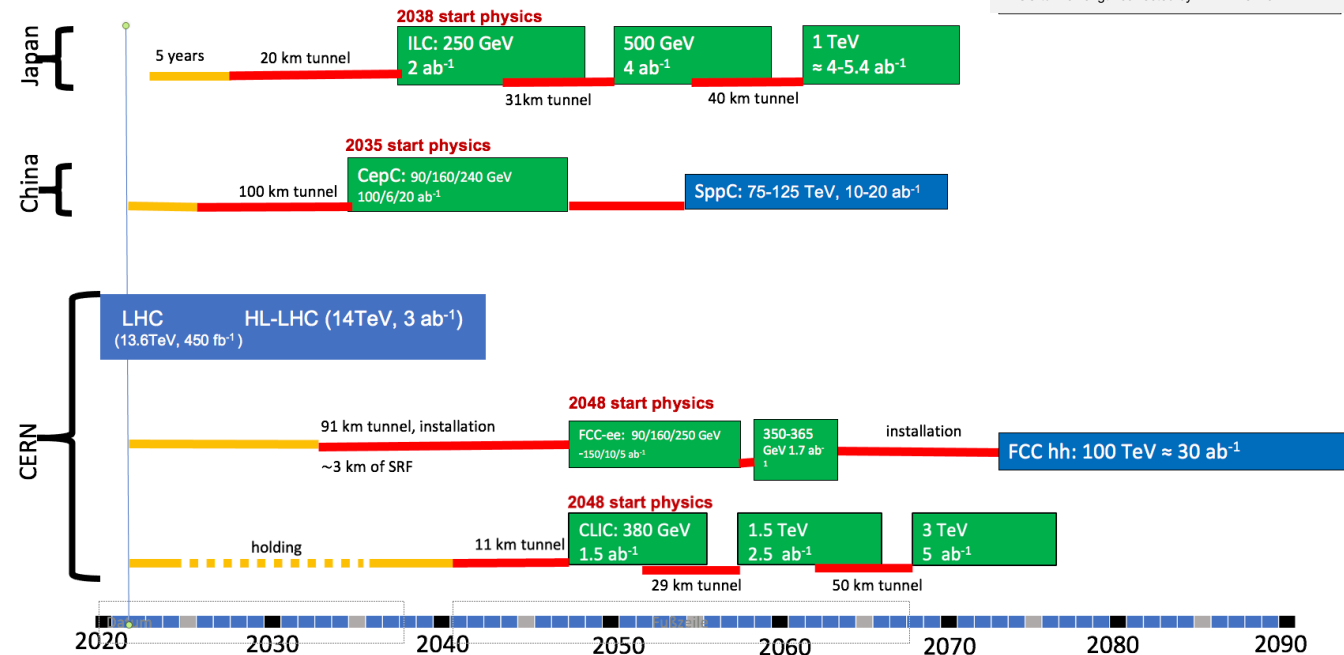 Japan
2038 start physics
5 years
20 km tunnel
ILC: 250 GeV
2 ab-1
31km tunnel
500 GeV
4 ab-1
40 km tunnel
1 TeV
≈ 4-5.4 ab-1
China
2035 start physics
100 km tunnel
CepC: 90/160/240 GeV
100/6/20 ab-1
SppC: 75-125 TeV, 10-20 ab-1
CERN
LHC
(13.6TeV, 450 fb-1)
HL-LHC (14TeV, 3 ab-1)
2048 start physics
91 km tunnel, installation
~3 km of SRF
FCC-ee: 90/160/250 GeV
~150/10/5 ab-1
350-365
GeV 1.7 ab-
1
installation
FCC hh: 100 TeV ≈ 30 ab-1
2048 start physics
holding
11 km tunnel
CLIC: 380 GeV
1.5 ab-1
29 km tunnel
1.5 TeV
2.5 ab-1
50 km tunnel
3 TeV
5 ab-1
Datum
Fußzeile
2020
2030
2040
2050
2060
2070
2080
2090